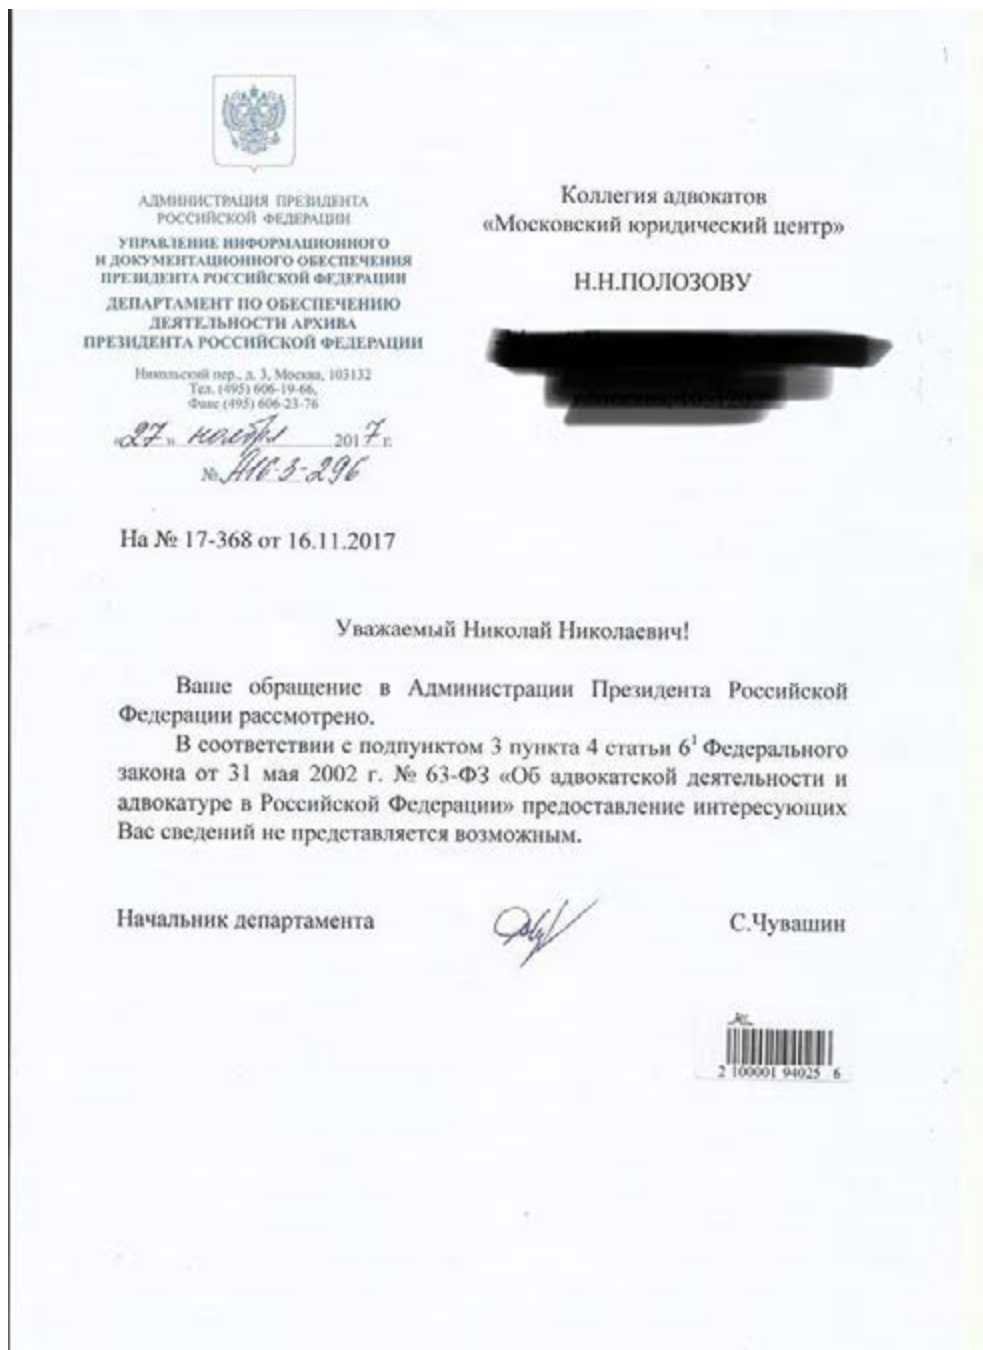 АДМИНИСТРАЦИЯ ПРЕЗИДЕНТА
РОССИЙСКОЙ ФЕДЕРАЦИИ
УПРАВЛЕНИЕ ИНФОРМАЦИОННОГО
И ДОКУМЕНТАЦИОННОГО ОБЕСПЕЧЕНИЯ
ПРЕЗИДЕНТА РОССИЙСКОЙ ФЕДЕРАЦИИ
ДЕПАРТАМЕНТ ПО ОБЕСПЕЧЕНИЮ
ДЕЯТЕЛЬНОСТИ АРХИВА
ПРЕЗИДЕНТА РОССИЙСКОЙ ФЕДЕРАЦИИ
Никольский пер., д. 3, Москва, 103132
Тел. (495) 606-19-66,
Факс (495) 606-23-76
«27» ноября 2017 г.
№ А16-3-296
Коллегия адвокатов
«Московский юридический центр»
Н.Н.ПОЛОЗОВУ
На № 17-368 от 16.11.2017
Уважаемый Николай Николаевич!
Ваше обращение в Администрации Президента Российской
Федерации рассмотрено.
В соответствии с подпунктом 3 пункта 4 статьи 6¹ Федерального
закона от 31 мая 2002 г. № 63-ФЗ «Об адвокатской деятельности и
адвокатуре в Российской Федерации» предоставление интересующих
Вас сведений не представляется возможным.
Начальник департамента
С.Чувашин
2 100001 94025 6